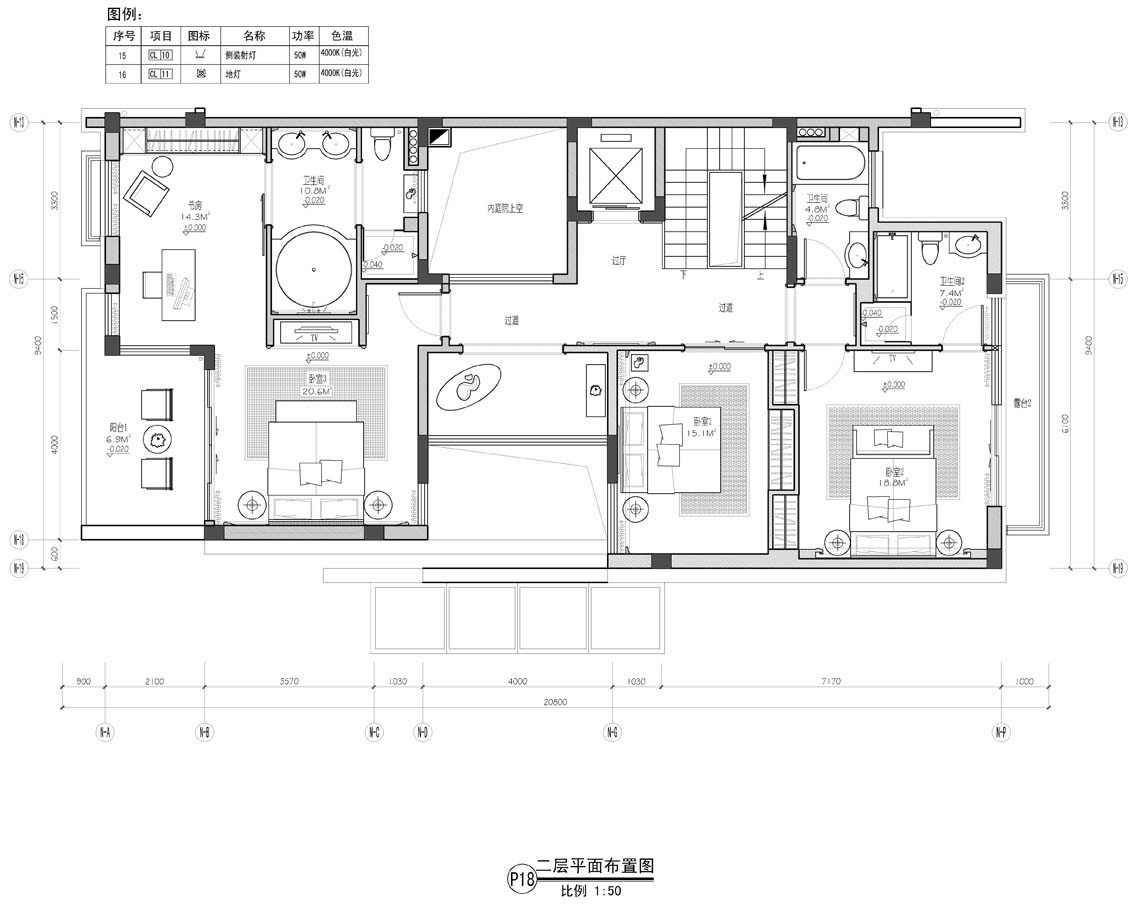 图例:
序号 项目 图标 名称 功率 色温
15 CL 10 侧装射灯 50W 4000K(白光)
16 CL 11 地灯 50W 4000K(白光)
N-13
N-13
3300
书房
14.3M²
±0.000
卫生间
10.8M²
-0.020
内庭院上空
卫生间
4.8M²
-0.020
3300
-0.020
-0.040
过厅
下
上
N-15
N-15
卫生间2
7.4M²
-0.020
1500
过道
过道
-0.040
-0.020
9400
9400
TV
±0.000
TV
±0.000
±0.000
卧室3
20.6M²
露台2
阳台1
6.9M²
-0.020
4000
卧室1
15.1M²
6100
卧室2
18.8M²
N-18
600
N-19
N-19
900 2100 3570 1030 4000 1030 7170 1000
20800
N-A N-B N-C N-D N-G N-P
P18
二层平面布置图
比例 1:50